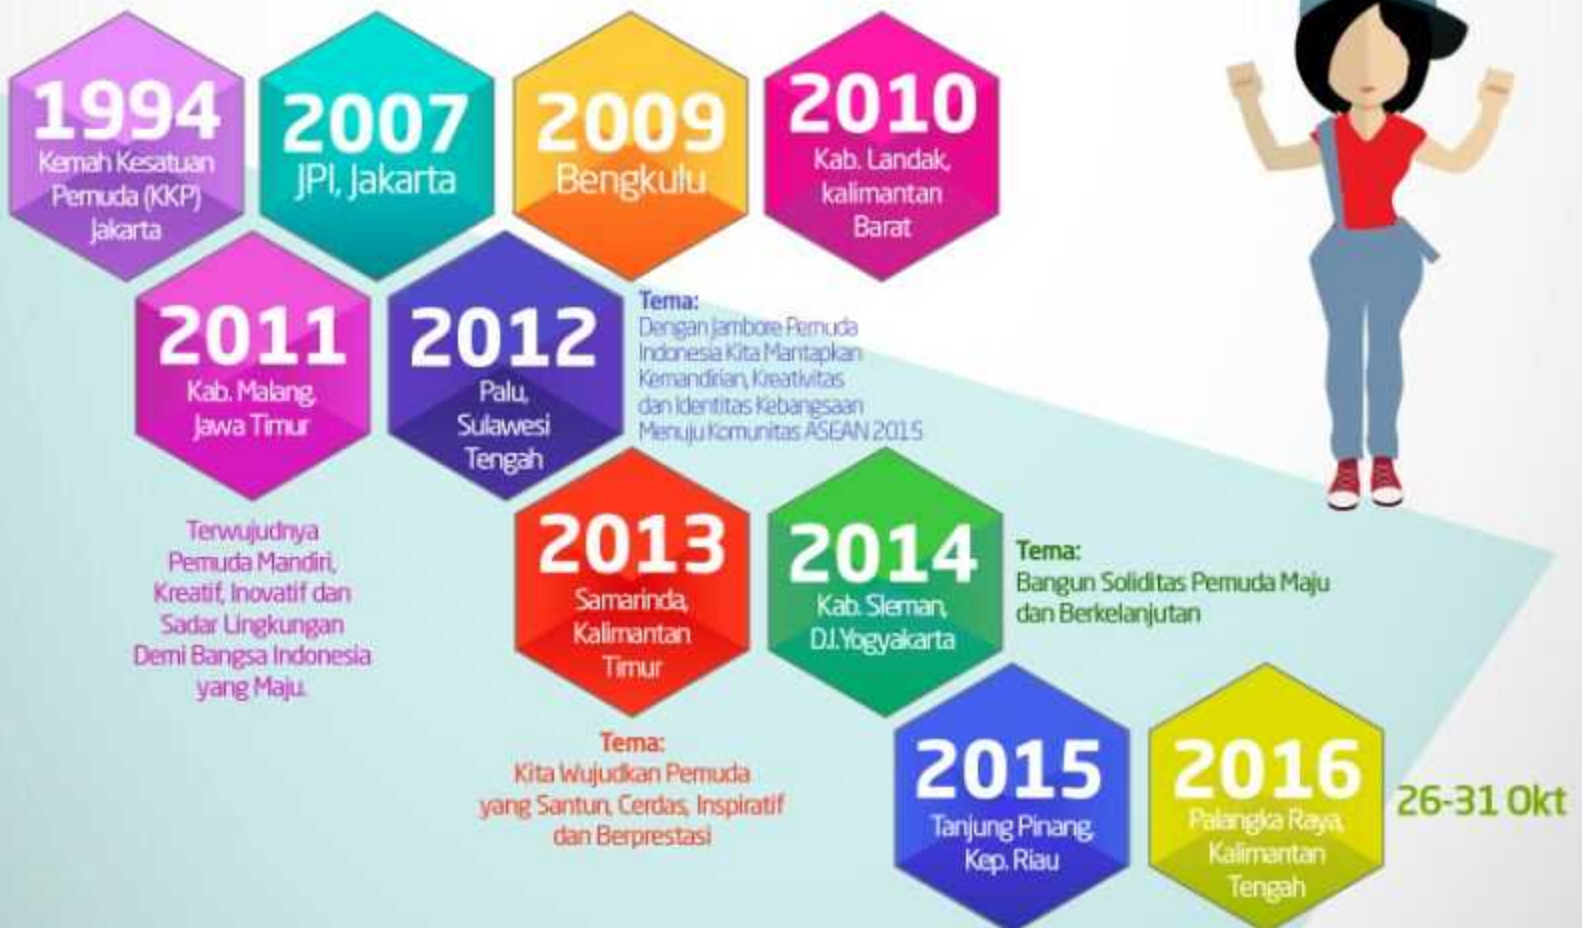 1994
Kemah Kesatuan
Pemuda (KKP)
Jakarta
2007
JPI, Jakarta
2009
Bengkulu
2010
Kab. Landak,
kalimantan
Barat
2011
Kab. Malang,
Jawa Timur
Terwujudnya
Pemuda Mandiri,
Kreatif, Inovatif dan
Sadar Lingkungan
Demi Bangsa Indonesia
yang Maju.
2012
Palu,
Sulawesi
Tengah
Tema:
Dengan Jambore Pemuda
Indonesia Kita Mantapkan
Kemandirian, Kreativitas
dan Identitas Kebangsaan
Menuju Komunitas ASEAN 2015
2013
Samarinda,
Kalimantan
Timur
Tema:
Kita Wujudkan Pemuda
yang Santun, Cerdas, Inspiratif
dan Berprestasi
2014
Kab. Sleman,
D.I.Yogyakarta
Tema:
Bangun Soliditas Pemuda Maju
dan Berkelanjutan
2015
Tanjung Pinang,
Kep. Riau
2016
Palangka Raya,
Kalimantan
Tengah
26-31 Okt